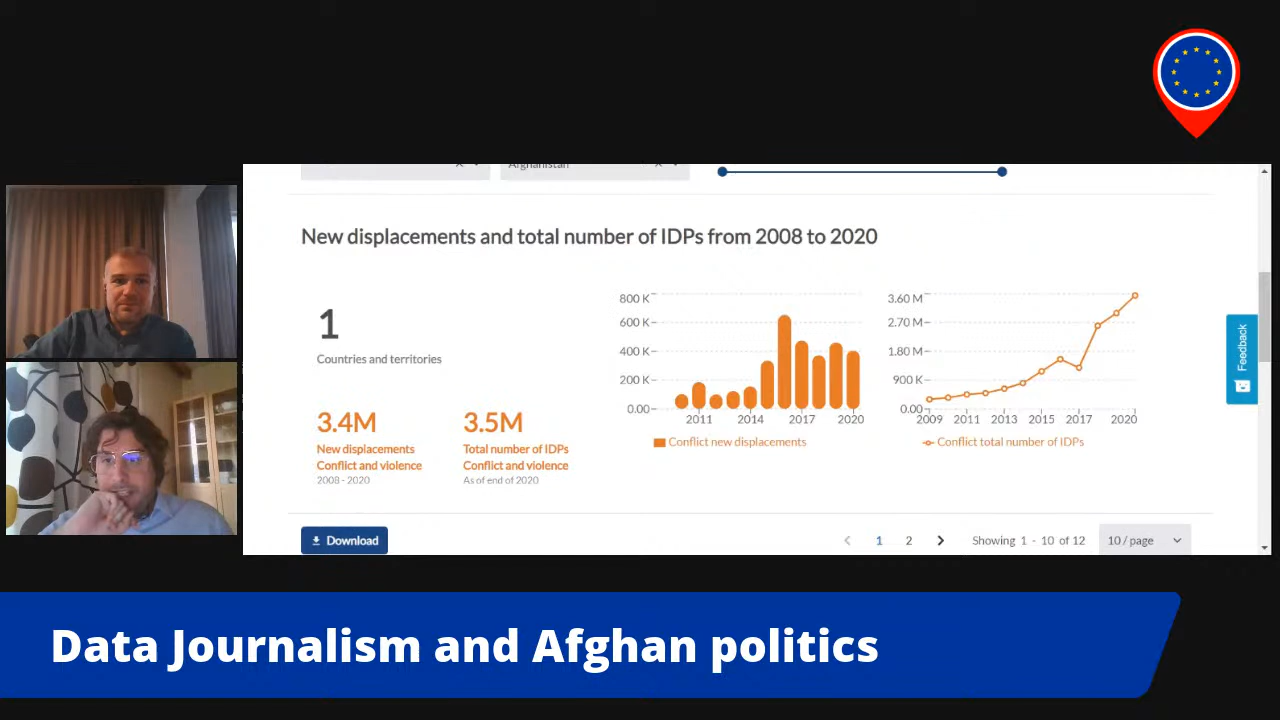 Afghanistan
New displacements and total number of IDPs from 2008 to 2020
1
Countries and territories
3.4M
New displacements
Conflict and violence
2008 - 2020
3.5M
Total number of IDPs
Conflict and violence
As of end of 2020
800 K
600 K
400 K
200 K
0.00
2011
2014
2017
2020
Conflict new displacements
3.60 M
2.70 M
1.80 M
900 K
0.00
2009
2011
2013
2015
2017
2020
Conflict total number of IDPs
Feedback
Download
1
2
Showing 1 - 10 of 12
10 / page
Data Journalism and Afghan politics